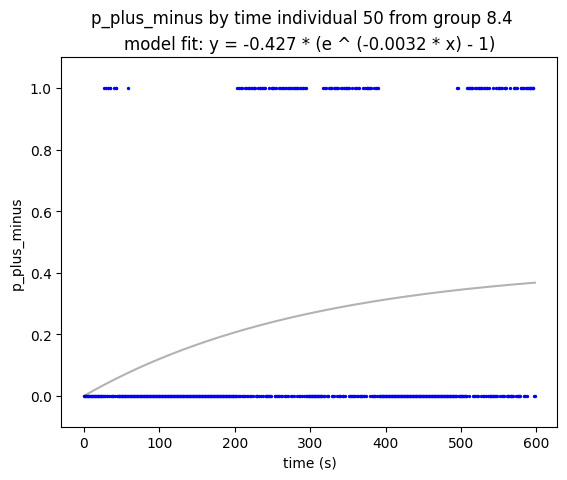 p_plus_minus by time individual 50 from group 8.4
model fit: y = -0.427 * (e ^ (-0.0032 * x) - 1)
1.0
0.8
0.6
0.4
0.2
0.0
p_plus_minus
0 100 200 300 400 500 600
time (s)